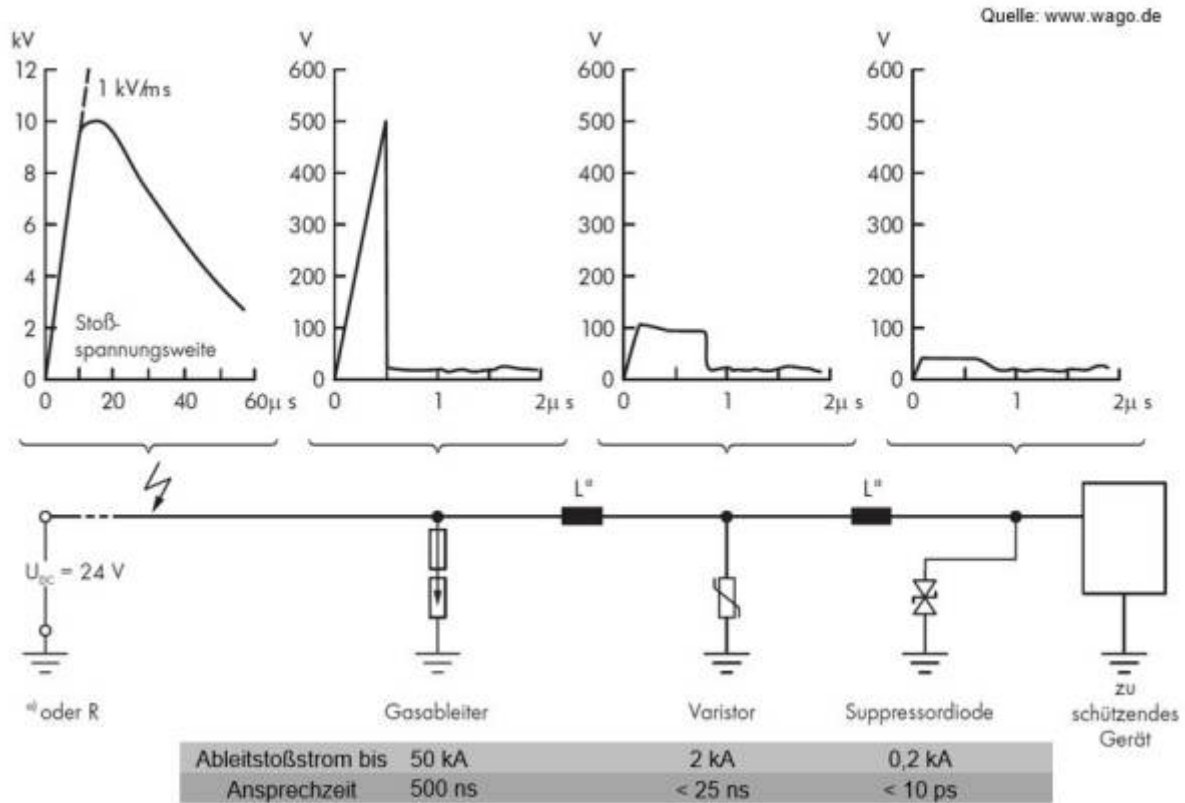 Quelle: www.wago.de
kV
12
10
8
6
4
2
0
1 kV/ms
Stoß-
spannungsweite
0 20 40 60µ s
V
600
500
400
300
200
100
0
0 1 2µ s
V
600
500
400
300
200
100
0
0 1 2µ s
V
600
500
400
300
200
100
0
0 1 2µ s
L a)
L a)
U DC = 24 V
a) oder R
Gasableiter
Varistor
Suppressordiode
zu
schützendes
Gerät
Ableitstoßstrom bis 50 kA 2 kA 0,2 kA
Ansprechzeit 500 ns < 25 ns < 10 ps